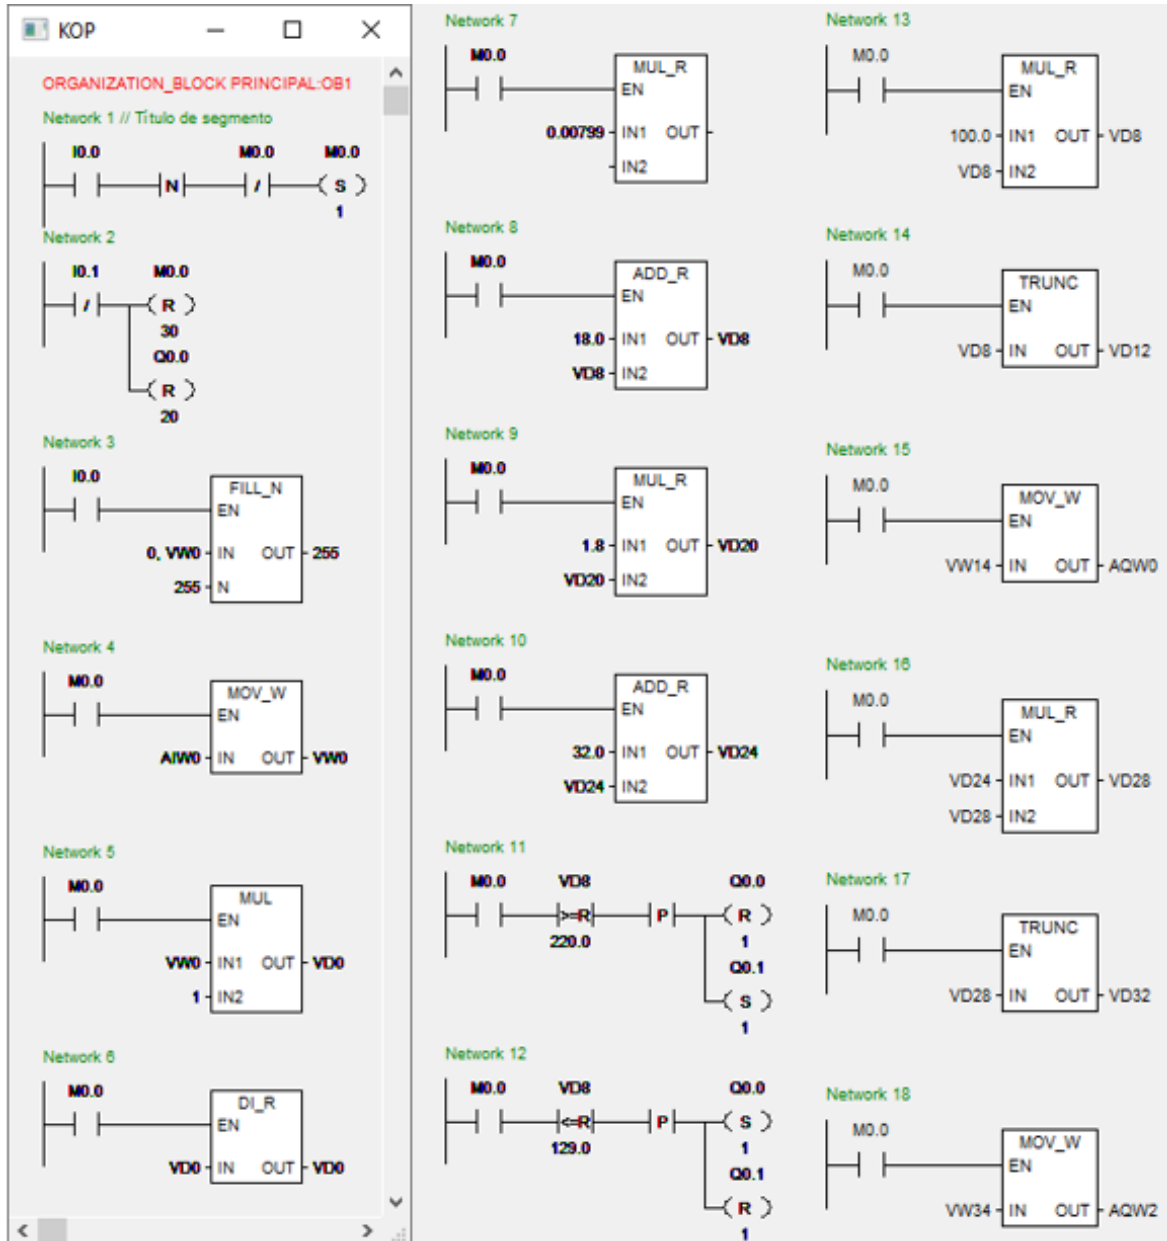 KOP
ORGANIZATION_BLOCK PRINCIPAL:OB1
Network 1 // Título de segmento
I0.0 M0.0 M0.0
N / S
1
Network 2
I0.1 M0.0
/ R
30
Q0.0
R
20
Network 3
I0.0
FILL_N
EN
0, VW0 IN OUT 255
255 N
Network 4
M0.0
MOV_W
EN
AIW0 IN OUT VW0
Network 5
M0.0
MUL
EN
VW0 IN1 OUT VD0
1 IN2
Network 6
M0.0
DI_R
EN
VD0 IN OUT VD0
Network 7
M0.0
MUL_R
EN
0.00799 IN1 OUT
IN2
Network 8
M0.0
ADD_R
EN
18.0 IN1 OUT VD8
VD8 IN2
Network 9
M0.0
MUL_R
EN
1.8 IN1 OUT VD20
VD20 IN2
Network 10
M0.0
ADD_R
EN
32.0 IN1 OUT VD24
VD24 IN2
Network 11
M0.0 VD8 Q0.0
>=R P R
220.0 1
Q0.1
S
1
Network 12
M0.0 VD8 Q0.0
<=R P S
129.0 1
Q0.1
R
1
Network 13
M0.0
MUL_R
EN
100.0 IN1 OUT VD8
VD8 IN2
Network 14
M0.0
TRUNC
EN
VD8 IN OUT VD12
Network 15
M0.0
MOV_W
EN
VW14 IN OUT AQW0
Network 16
M0.0
MUL_R
EN
VD24 IN1 OUT VD28
VD28 IN2
Network 17
M0.0
TRUNC
EN
VD28 IN OUT VD32
Network 18
M0.0
MOV_W
EN
VW34 IN OUT AQW2